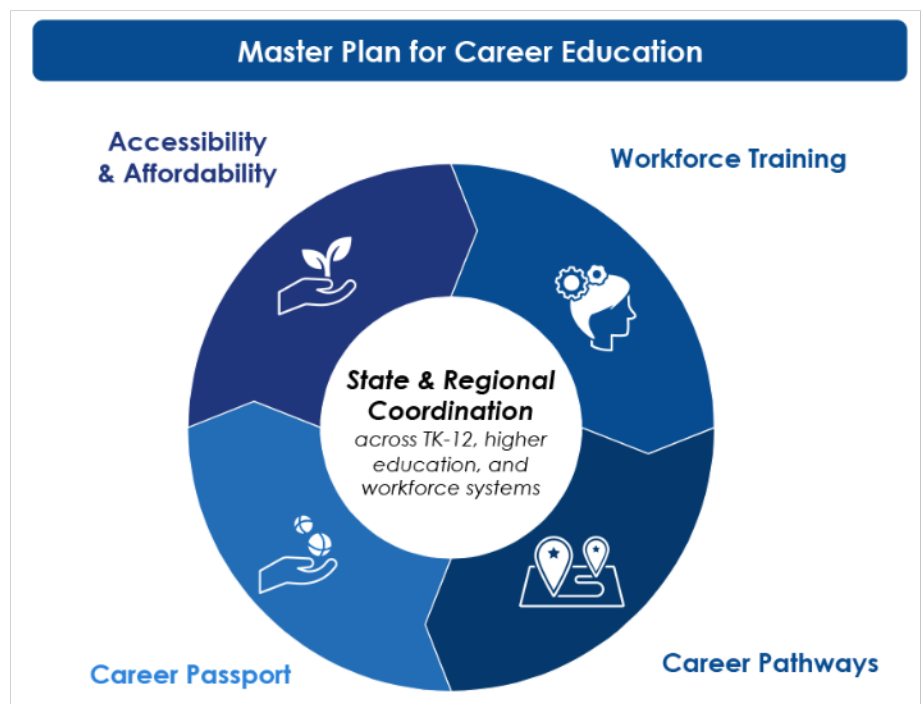 Master Plan for Career Education
Accessibility
& Affordability
Workforce Training
State & Regional
Coordination
across TK-12, higher
education, and
workforce systems
Career Passport
Career Pathways